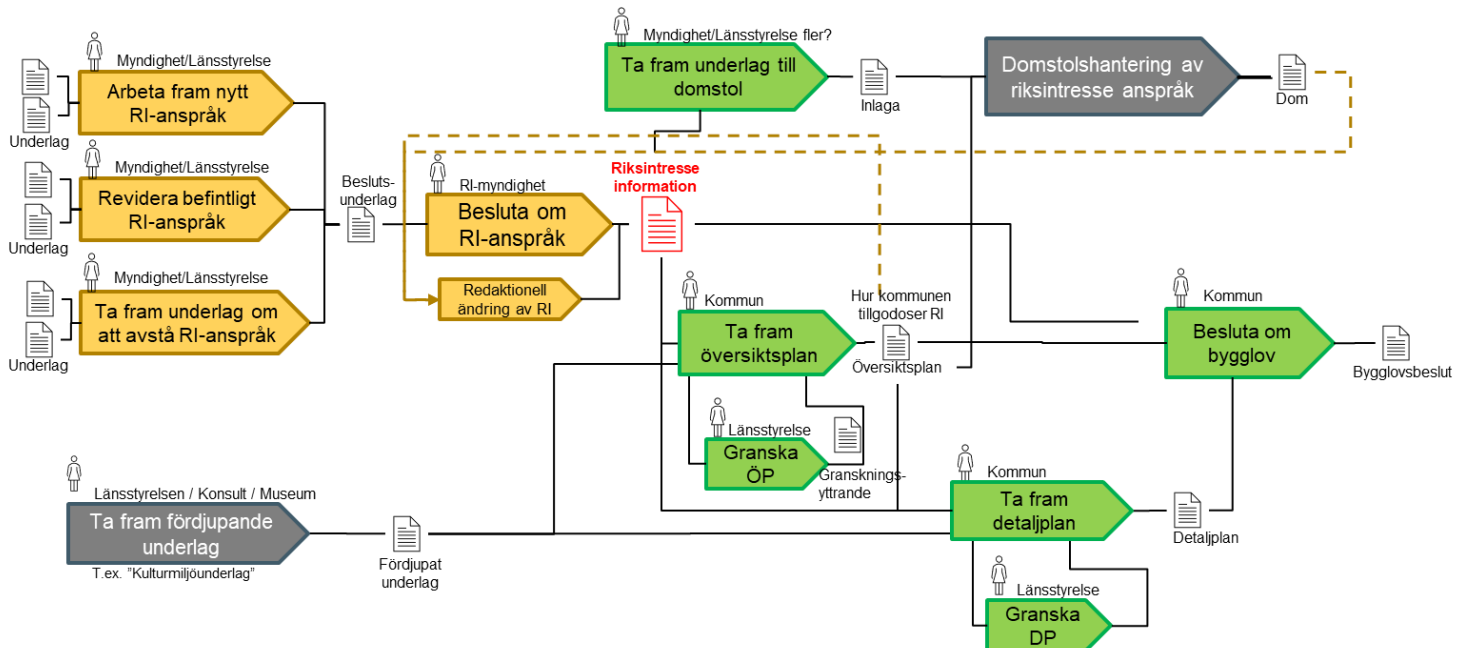 Myndighet/Länsstyrelse
Arbeta fram nytt
RI-anspråk
Underlag
Myndighet/Länsstyrelse
Revidera befintligt
RI-anspråk
Underlag
Myndighet/Länsstyrelse
Ta fram underlag om
att avstå RI-anspråk
Underlag
Besluts-
underlag
RI-myndighet
Besluta om
RI-anspråk
Redaktionell
ändring av RI
Riksintresse
information
Myndighet/Länsstyrelse fler?
Ta fram underlag till
domstol
Inlaga
Domstolshantering av
riksintresse anspråk
Dom
Kommun
Ta fram
översiktsplan
Hur kommunen
tillgodoser RI
Översiktsplan
Länsstyrelse
Granska
ÖP
Gransknings-
yttrande
Kommun
Besluta om
bygglov
Bygglovsbeslut
Länsstyrelsen / Konsult / Museum
Ta fram fördjupande
underlag
T.ex. "Kulturmiljöunderlag"
Fördjupat
underlag
Kommun
Ta fram
detaljplan
Detaljplan
Länsstyrelse
Granska
DP